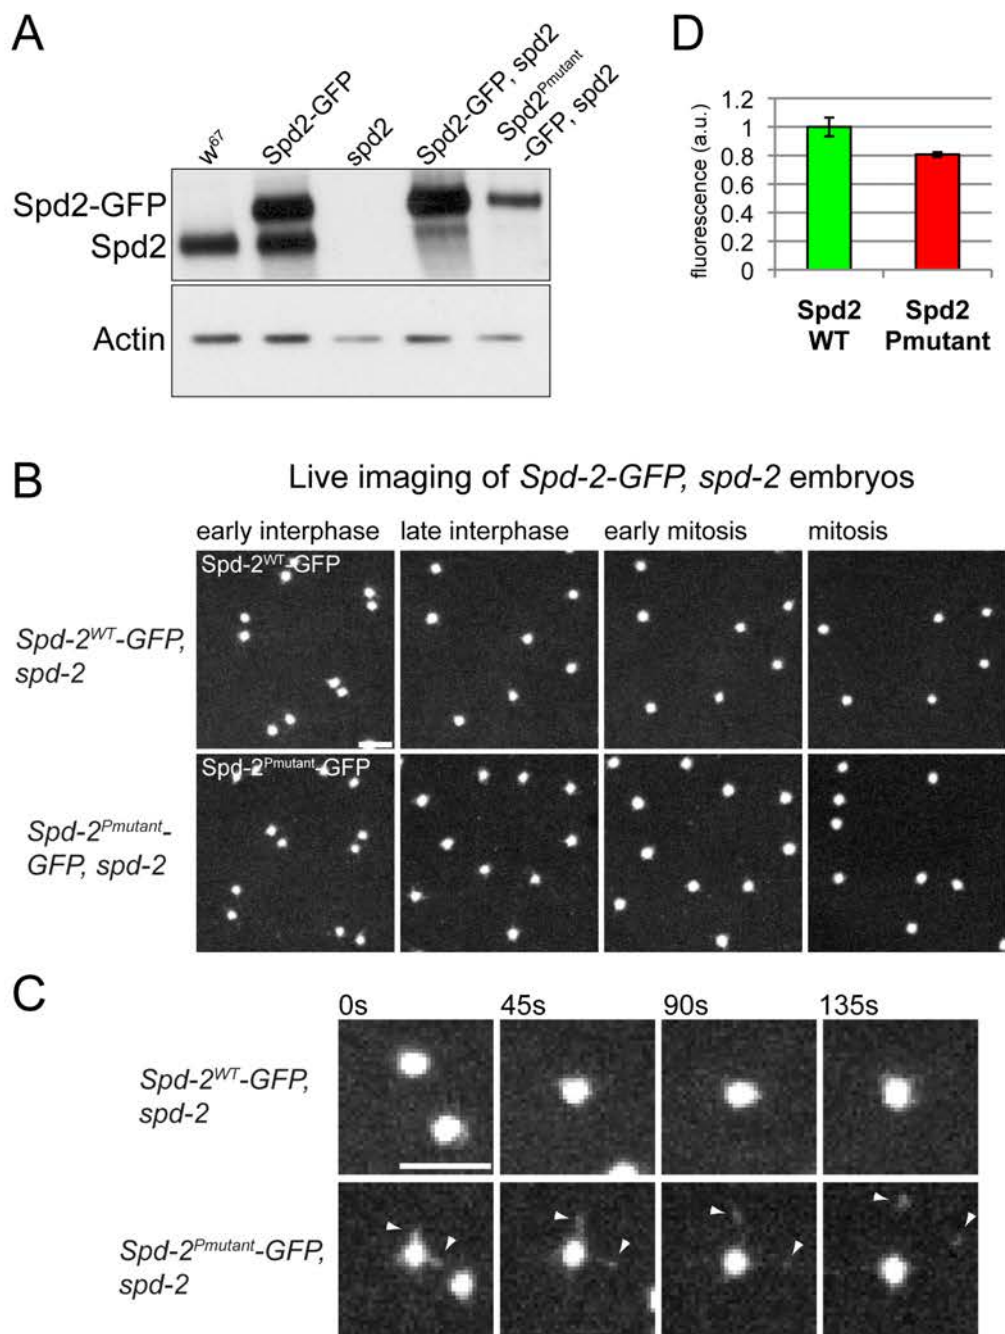 A
w67
Spd2-GFP
spd2
Spd2-GFP, spd2
Spd2Pmutant
-GFP, spd2
Spd2-GFP
Spd2
Actin
D
fluorescence (a.u.)
1.2
1
0.8
0.6
0.4
0.2
0
Spd2
WT
Spd2
Pmutant
B
Live imaging of Spd-2-GFP, spd-2 embryos
early interphase
late interphase
early mitosis
mitosis
Spd-2WT-GFP
Spd-2WT-GFP,
spd-2
Spd-2Pmutant-GFP
Spd-2Pmutant-
GFP, spd-2
C
0s
45s
90s
135s
Spd-2WT-GFP,
spd-2
Spd-2Pmutant-GFP,
spd-2